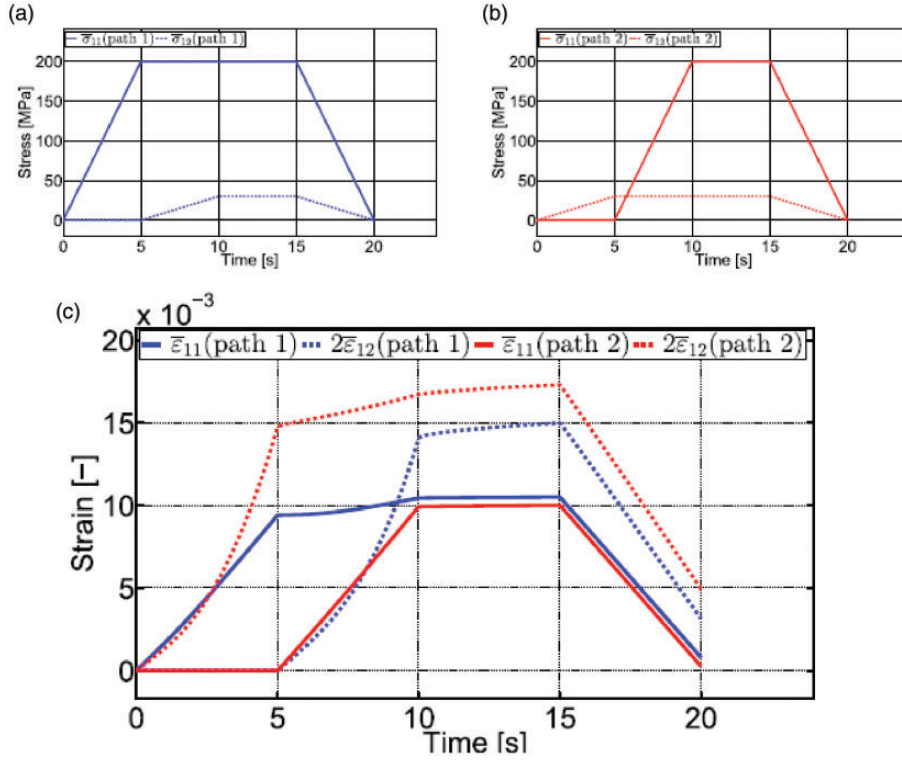 (a)
σ̅₁₁(path 1) σ̅₁₂(path 1)
200
150
100
50
0
Stress [MPa]
0 5 10 15 20
Time [s]
(b)
σ̅₁₁(path 2) σ̅₁₂(path 2)
200
150
100
50
0
Stress [MPa]
0 5 10 15 20
Time [s]
(c)
x 10⁻³
ε̅₁₁(path 1) 2ε̅₁₂(path 1) ε̅₁₁(path 2) 2ε̅₁₂(path 2)
20
15
10
5
0
Strain [−]
0 5 10 15 20
Time [s]